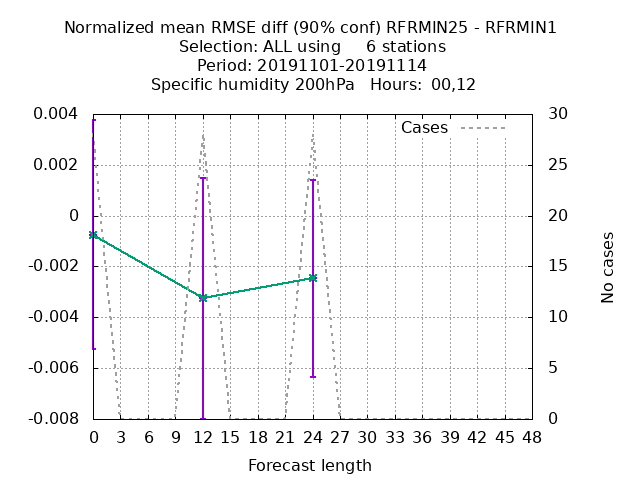 Normalized mean RMSE diff (90% conf) RFRMIN25 - RFRMIN1
Selection: ALL using     6 stations
Period: 20191101-20191114
Specific humidity 200hPa   Hours:  00,12
Cases
0.004
0.002
0
-0.002
-0.004
-0.006
-0.008
30
25
20
15
10
5
0
No cases
0 3 6 9 12 15 18 21 24 27 30 33 36 39 42 45 48
Forecast length